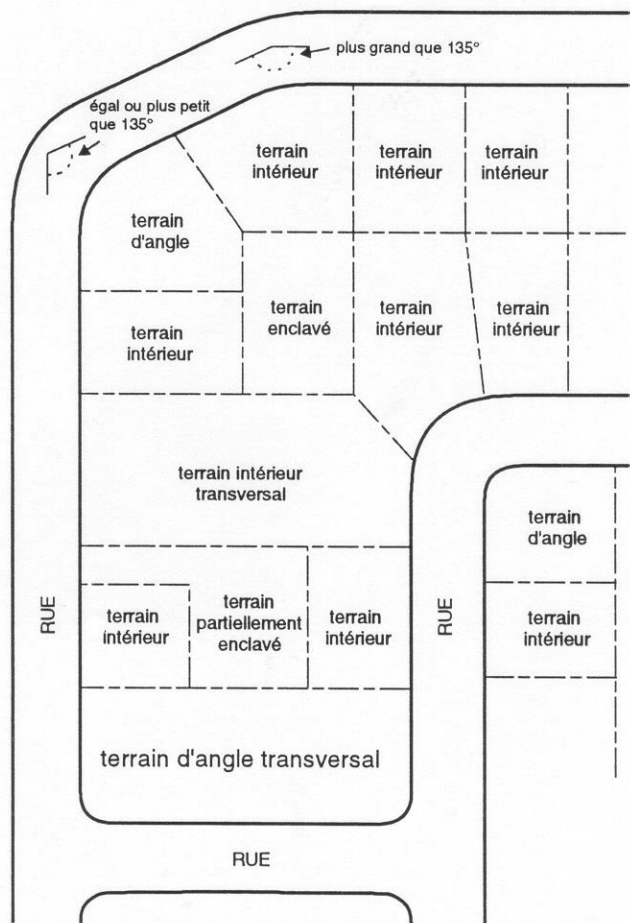 plus grand que 135°
égal ou plus petit
que 135°
terrain
intérieur
terrain
intérieur
terrain
intérieur
terrain
d'angle
terrain
intérieur
terrain
enclavé
terrain
intérieur
terrain
intérieur
terrain intérieur
transversal
terrain
d'angle
RUE
terrain
intérieur
terrain
partiellement
enclavé
terrain
intérieur
RUE
terrain
intérieur
terrain d'angle transversal
RUE